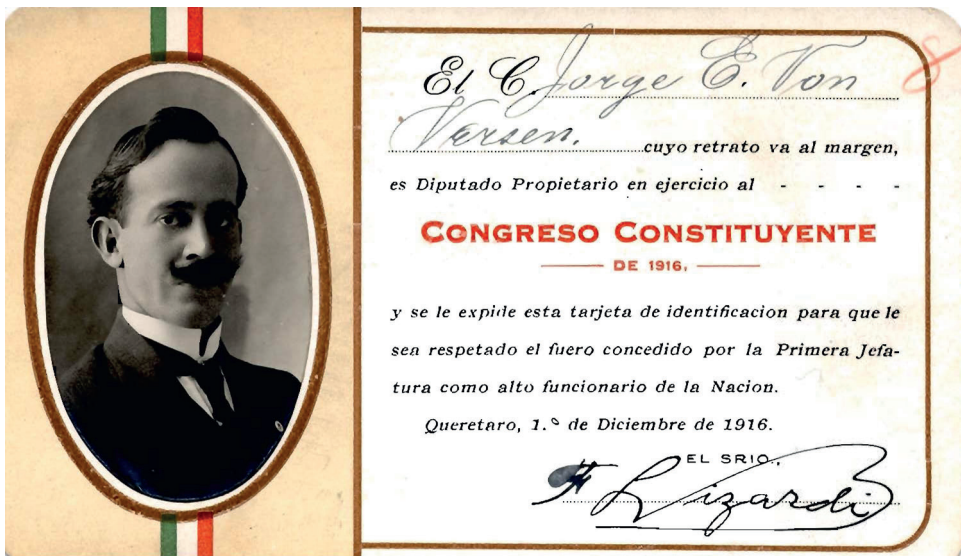 El C. Jorge E. Von
Versen. cuyo retrato va al margen,
es Diputado Propietario en ejercicio al - - - -
CONGRESO CONSTITUYENTE
DE 1916,
y se le expide esta tarjeta de identificacion para que le
sea respetado el fuero concedido por la Primera Jefa-
tura como alto funcionario de la Nacion.
Queretaro, 1.º de Diciembre de 1916.
EL SRIO.,
F Lizardi